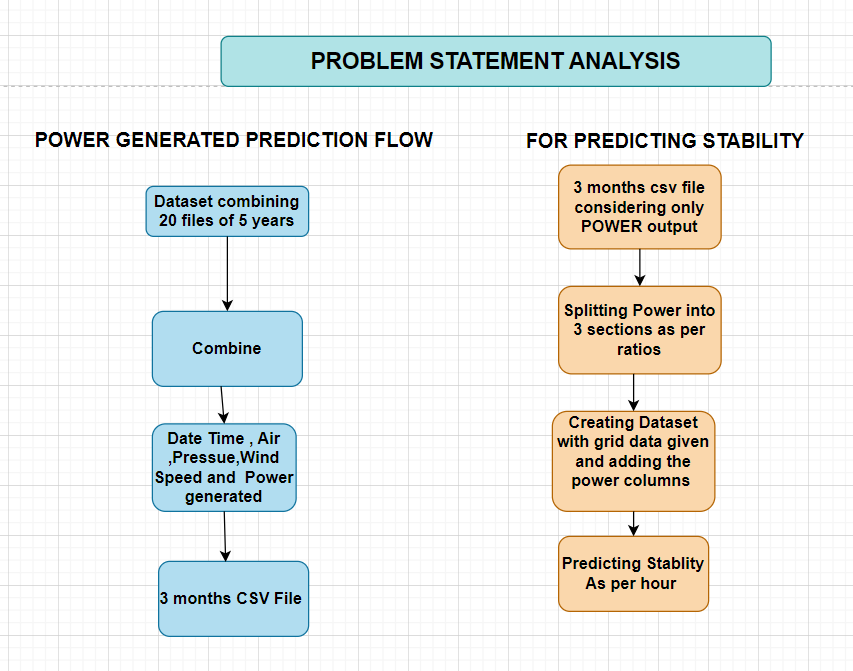 PROBLEM STATEMENT ANALYSIS
POWER GENERATED PREDICTION FLOW
Dataset combining
20 files of 5 years
Combine
Date Time , Air
,Pressue,Wind
Speed and Power
generated
3 months CSV File
FOR PREDICTING STABILITY
3 months csv file
considering only
POWER output
Splitting Power into
3 sections as per
ratios
Creating Dataset
with grid data given
and adding the
power columns
Predicting Stablity
As per hour